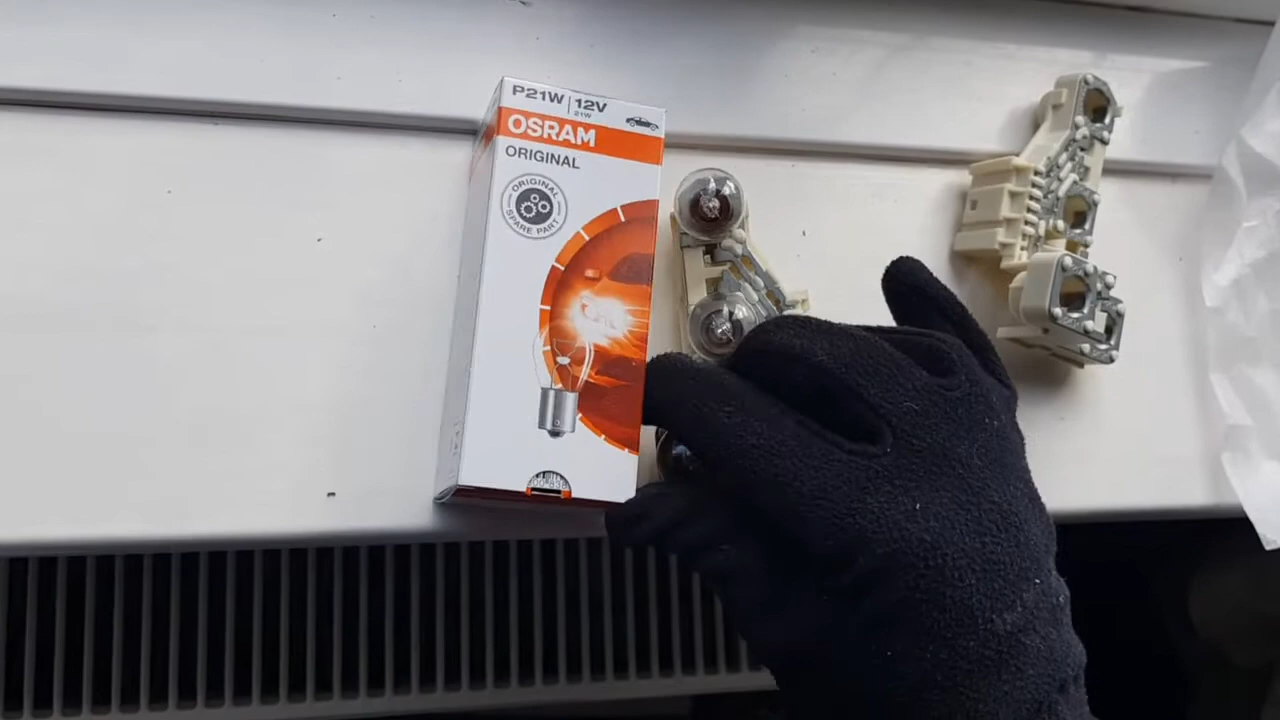 P21W | 12V
21W
OSRAM
ORIGINAL
ORIGINAL
SPARE PART